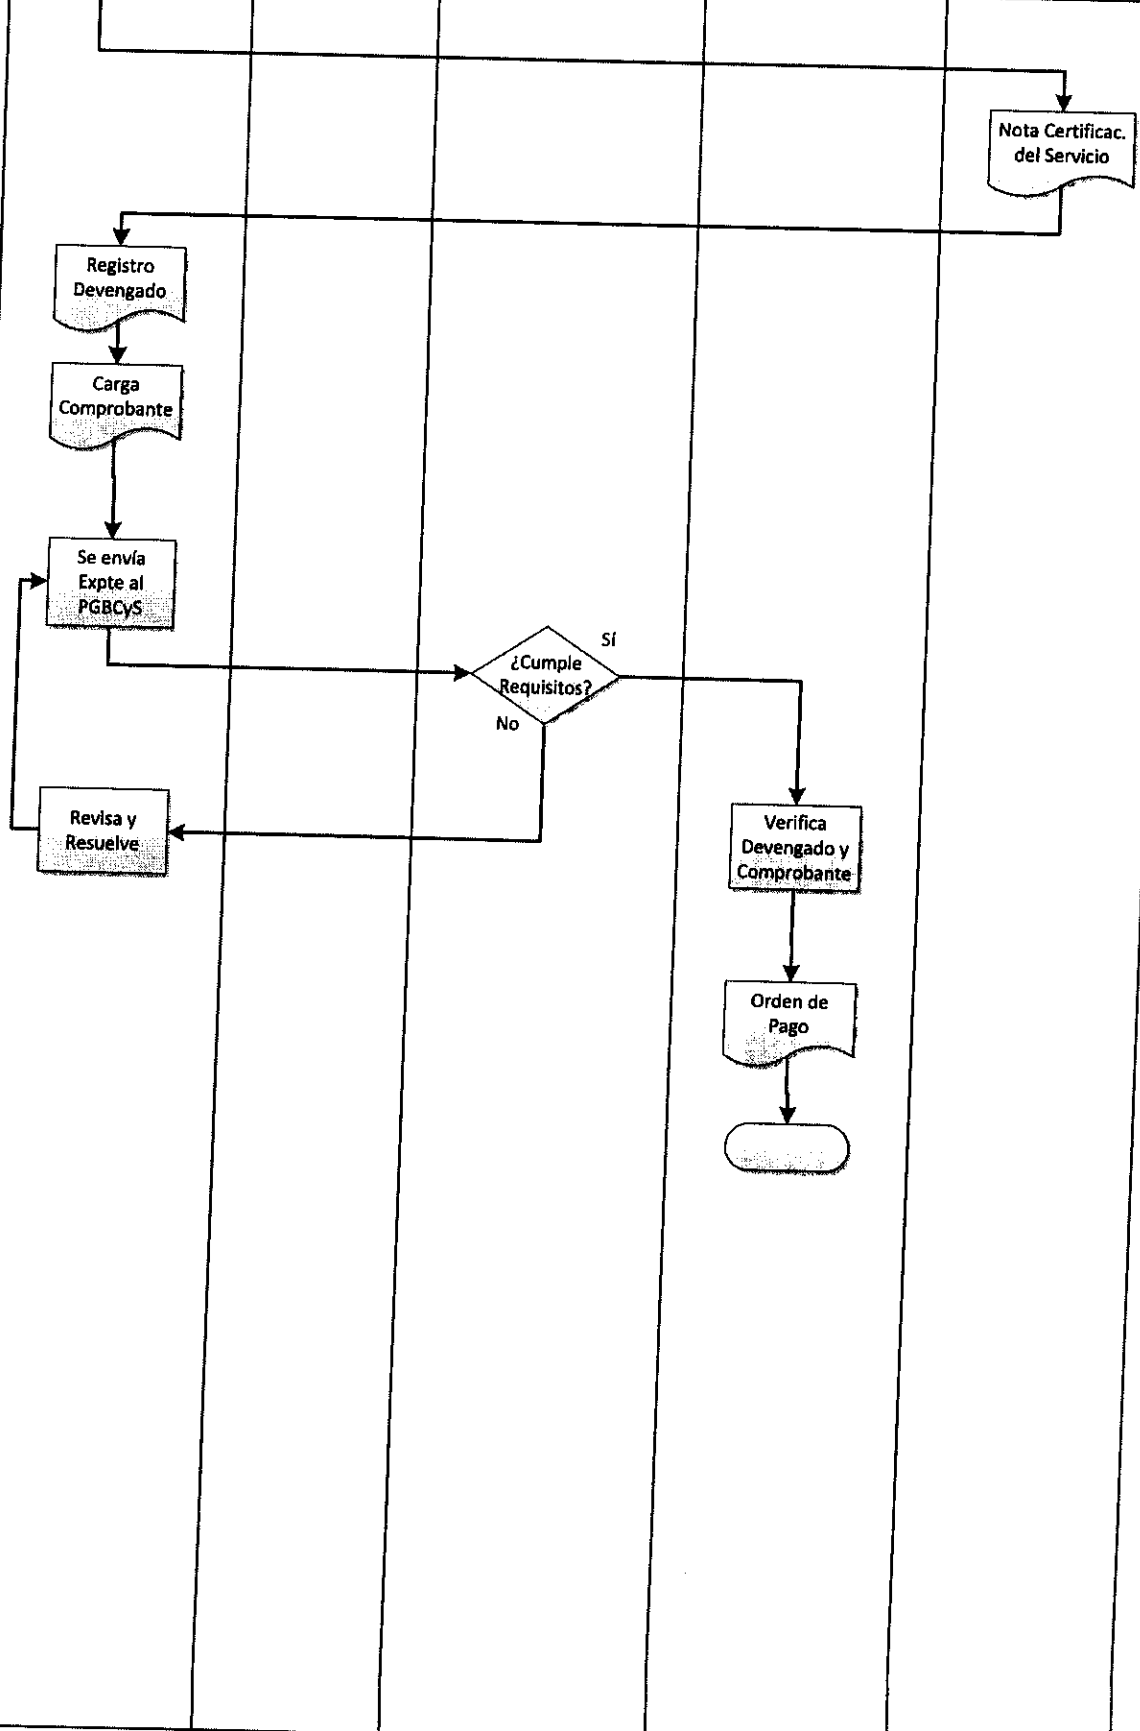 Nota Certificac.
del Servicio
Registro
Devengado
Carga
Comprobante
Se envía
Expte al
PGBCyS
Sí
¿Cumple
Requisitos?
No
Revisa y
Resuelve
Verifica
Devengado y
Comprobante
Orden de
Pago